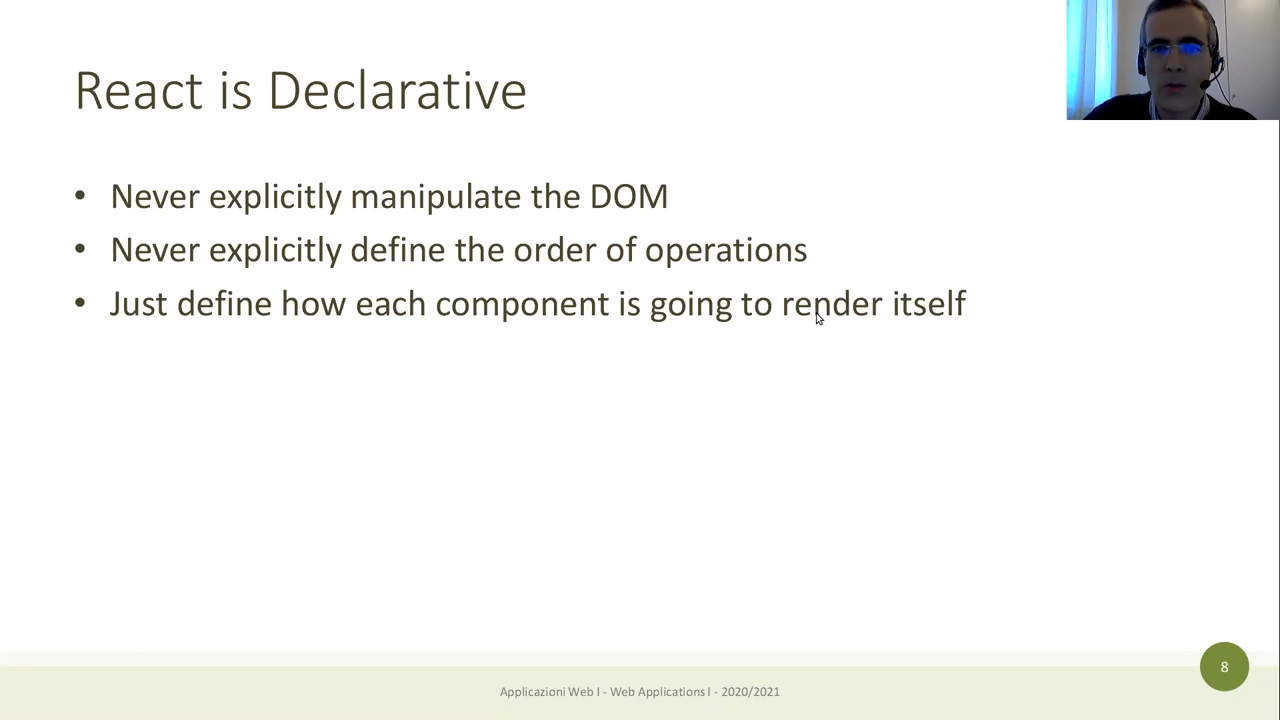 React is Declarative
• Never explicitly manipulate the DOM
• Never explicitly define the order of operations
• Just define how each component is going to render itself
Applicazioni Web I - Web Applications I - 2020/2021
8